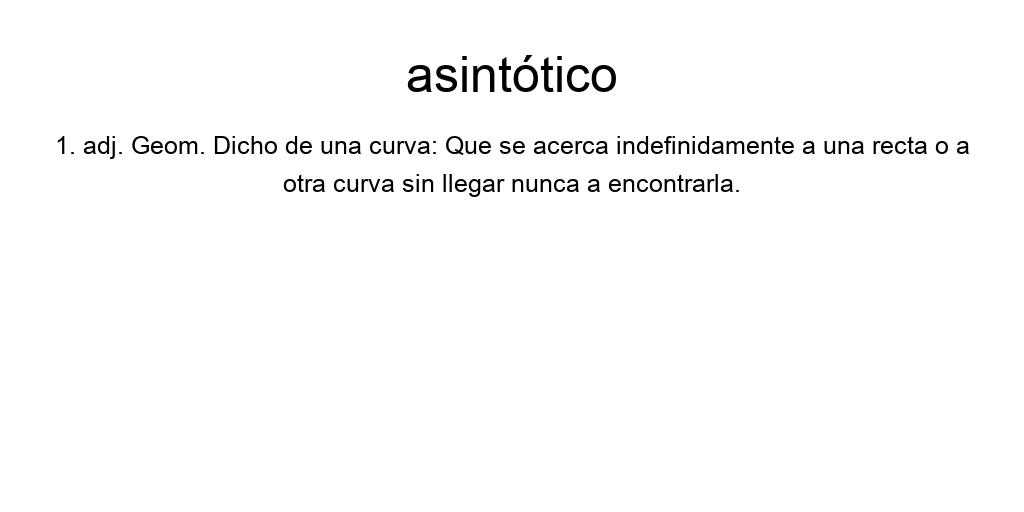 asintótico
1. adj. Geom. Dicho de una curva: Que se acerca indefinidamente a una recta o a
otra curva sin llegar nunca a encontrarla.